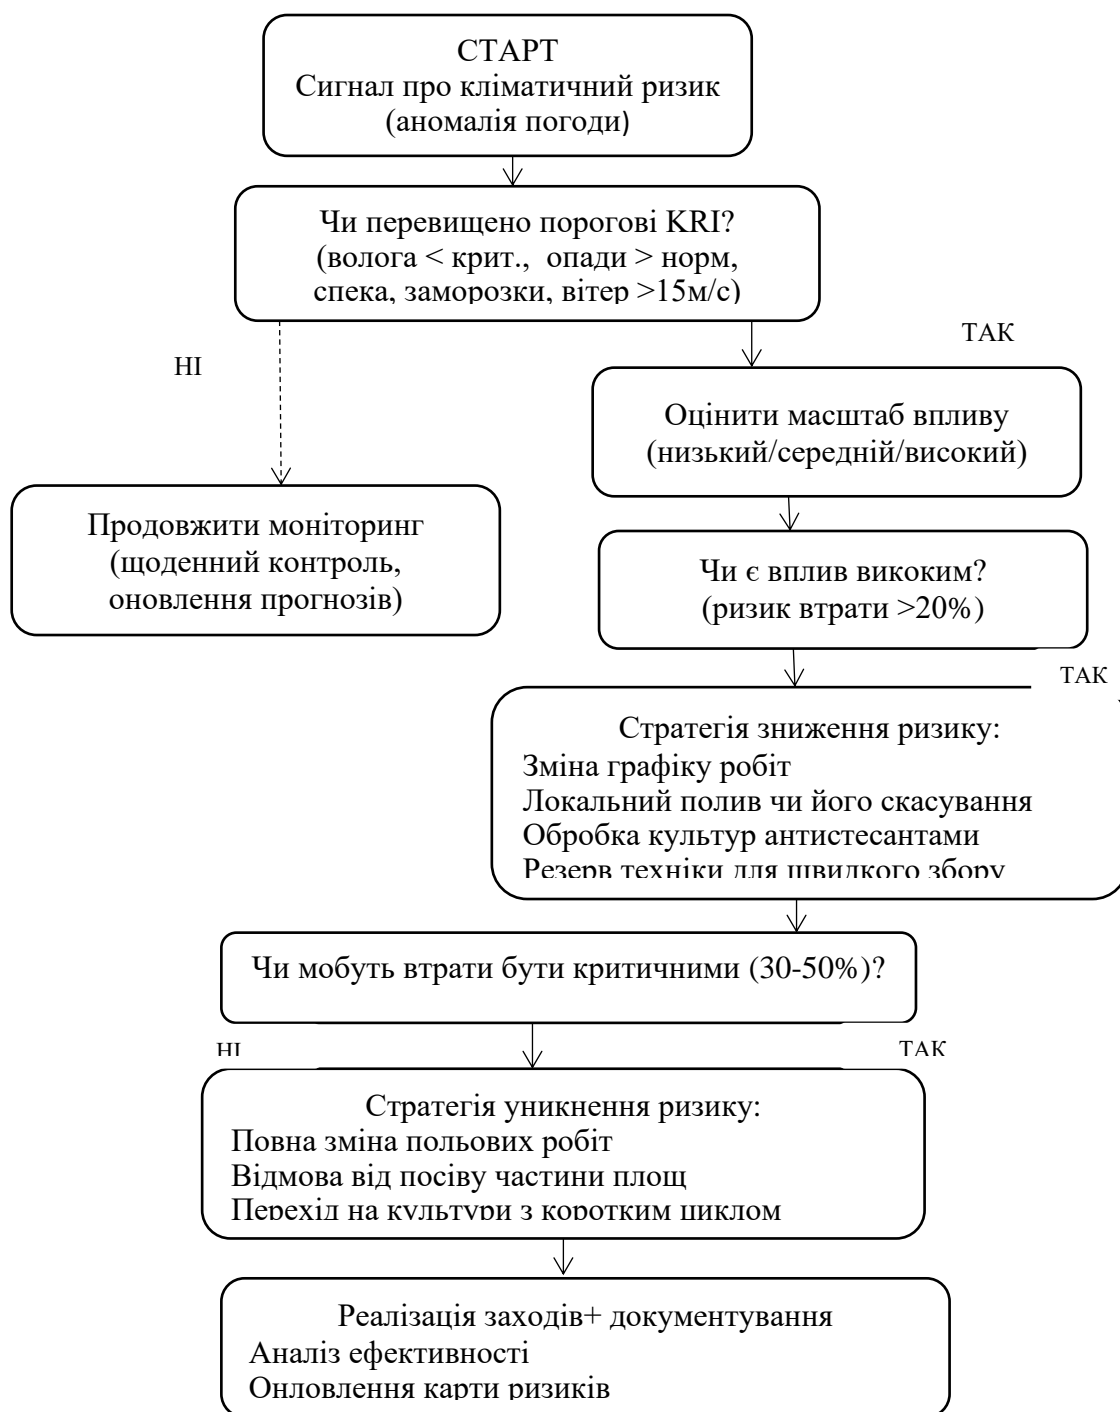 СТАРТ
Сигнал про кліматичний ризик
(аномалія погоди)
Чи перевищено порогові KRI?
(волога < крит., опади > норм,
спека, заморозки, вітер >15м/с)
НІ
ТАК
Оцінити масштаб впливу
(низький/середній/високий)
Продовжити моніторинг
(щоденний контроль,
оновлення прогнозів)
Чи є вплив викоким?
(ризик втрати >20%)
ТАК
Стратегія зниження ризику:
Зміна графіку робіт
Локальний полив чи його скасування
Обробка культур антистесантами
Резерв техніки для швидкого збору
Чи мобуть втрати бути критичними (30-50%)?
НІ
ТАК
Стратегія уникнення ризику:
Повна зміна польових робіт
Відмова від посіву частини площ
Перехід на культури з коротким циклом
Реалізація заходів+ документування
Аналіз ефективності
Онловлення карти ризиків